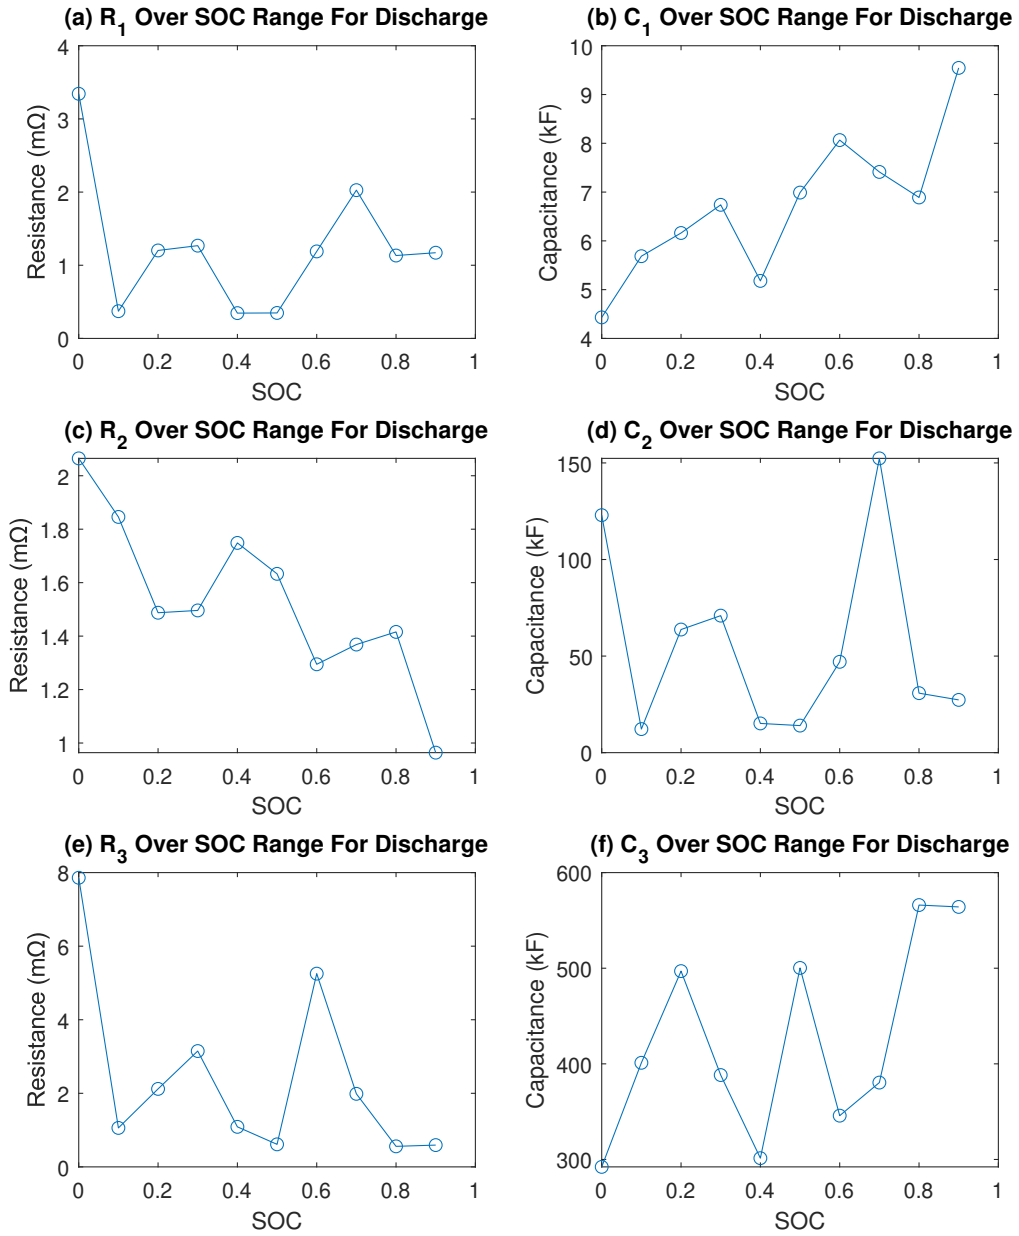 (a) R1 Over SOC Range For Discharge
4
3
2
1
0
Resistance (mΩ)
0 0.2 0.4 0.6 0.8 1
SOC
(b) C1 Over SOC Range For Discharge
10
9
8
7
6
5
4
Capacitance (kF)
0 0.2 0.4 0.6 0.8 1
SOC
(c) R2 Over SOC Range For Discharge
2
1.8
1.6
1.4
1.2
1
Resistance (mΩ)
0 0.2 0.4 0.6 0.8 1
SOC
(d) C2 Over SOC Range For Discharge
150
100
50
0
Capacitance (kF)
0 0.2 0.4 0.6 0.8 1
SOC
(e) R3 Over SOC Range For Discharge
8
6
4
2
0
Resistance (mΩ)
0 0.2 0.4 0.6 0.8 1
SOC
(f) C3 Over SOC Range For Discharge
600
500
400
300
Capacitance (kF)
0 0.2 0.4 0.6 0.8 1
SOC